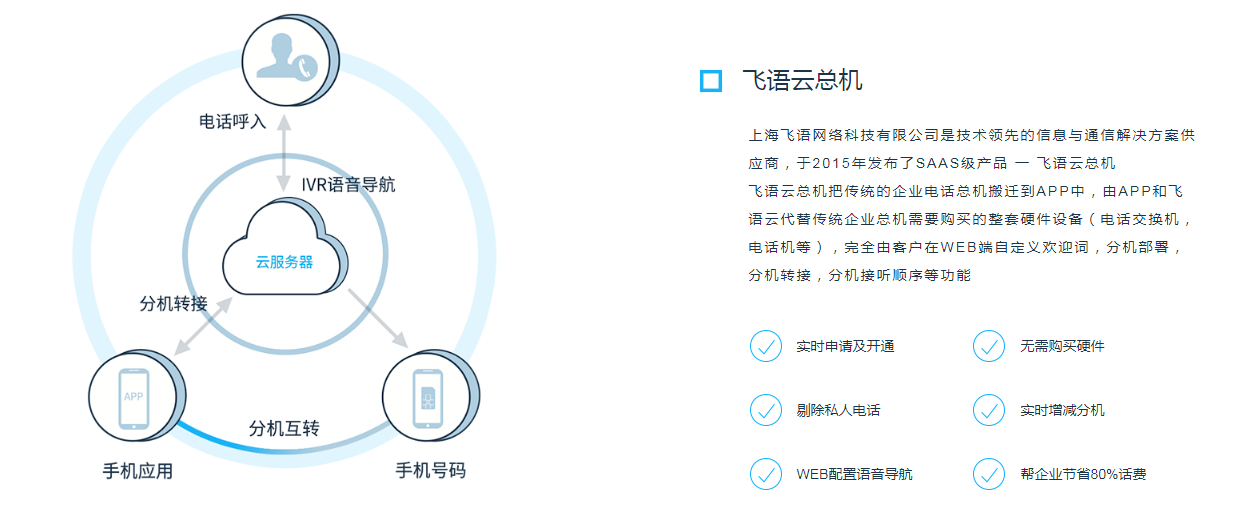 电话呼入
IVR语音导航
云服务器
分机转接
APP
分机互转
手机应用
手机号码
飞语云总机
上海飞语网络科技有限公司是技术领先的信息与通信解决方案供
应商，于2015年发布了SAAS级产品 一 飞语云总机
飞语云总机把传统的企业电话总机搬迁到APP中，由APP和飞
语云代替传统企业总机需要购买的整套硬件设备（电话交换机，
电话机等），完全由客户在WEB端自定义欢迎词，分机部署，
分机转接，分机接听顺序等功能
实时申请及开通
无需购买硬件
剔除私人电话
实时增减分机
WEB配置语音导航
帮企业节省80%话费